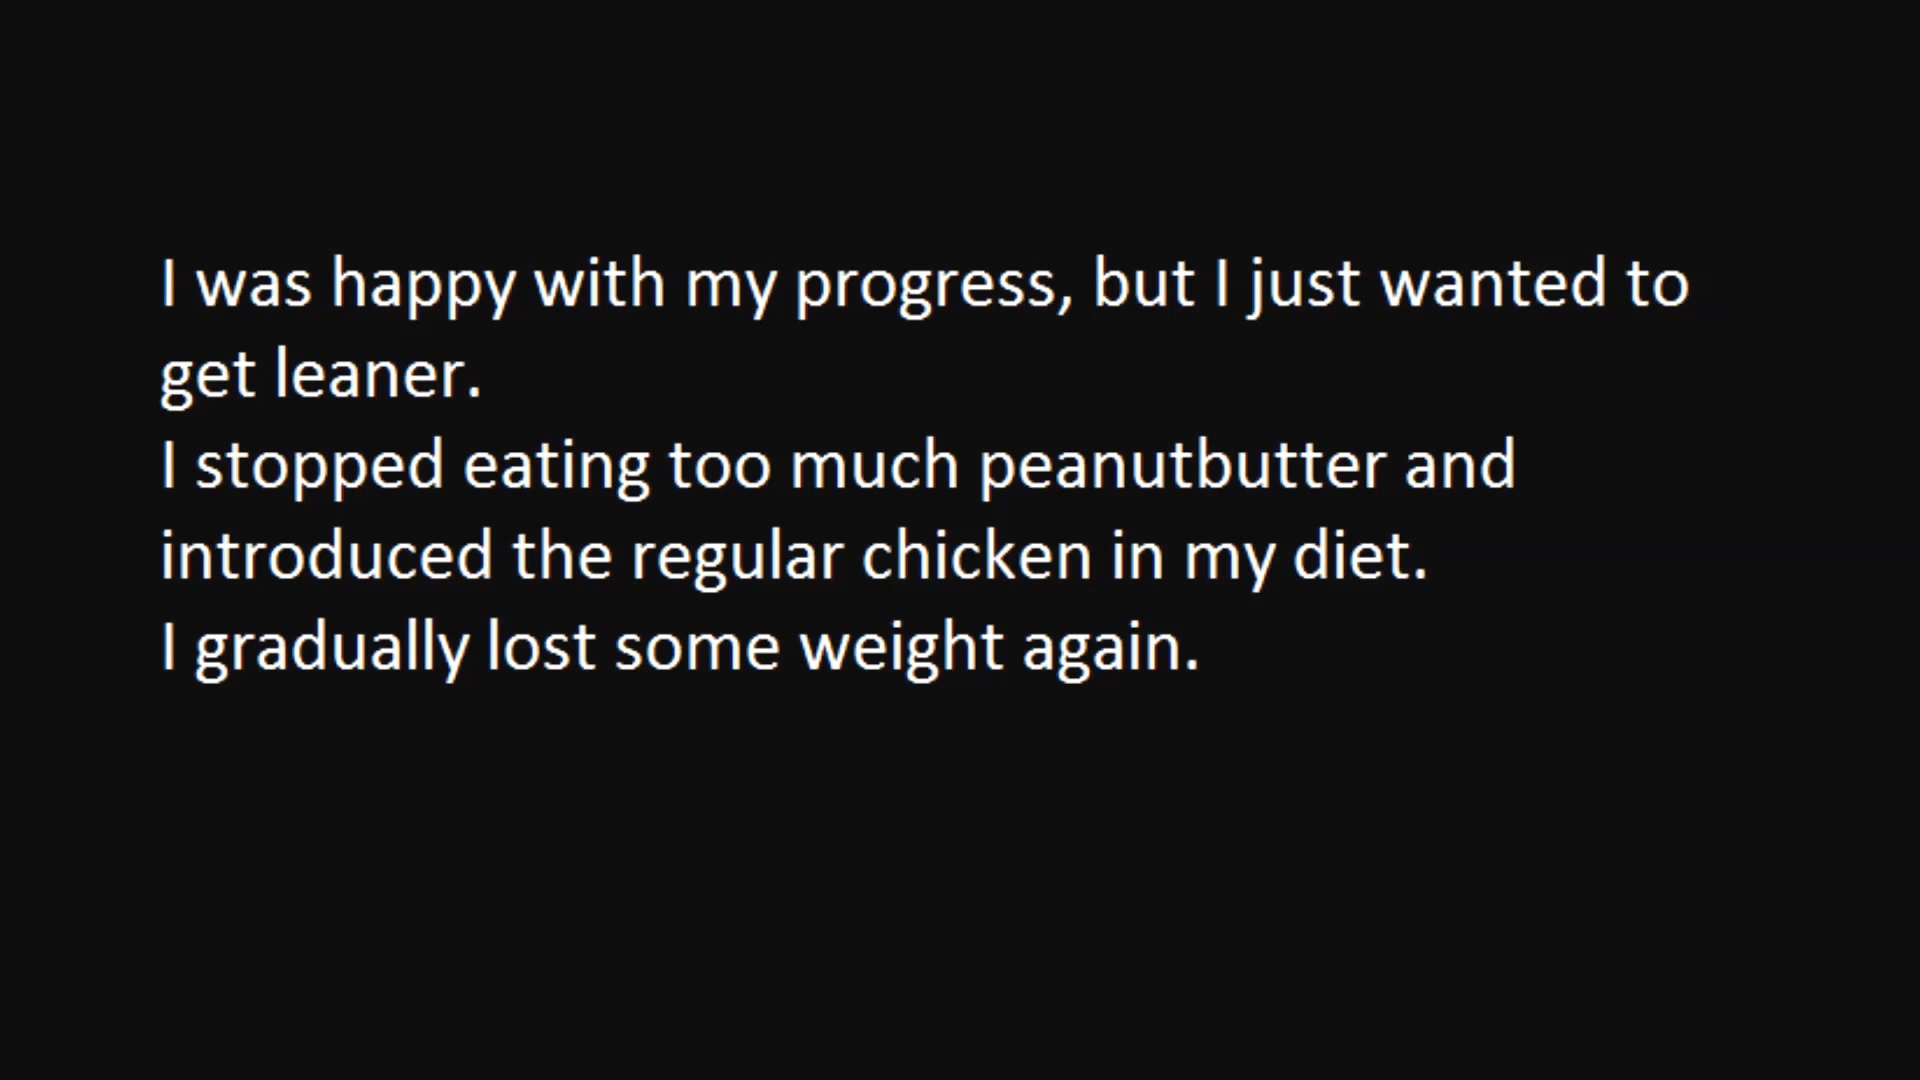 I was happy with my progress, but I just wanted to
get leaner.
I stopped eating too much peanutbutter and
introduced the regular chicken in my diet.
I gradually lost some weight again.